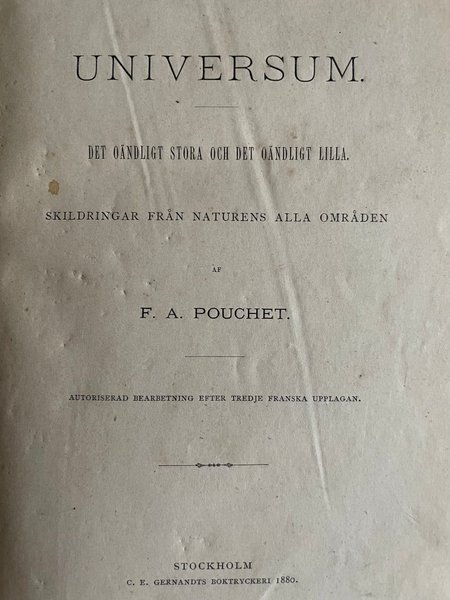 UNIVERSUM.
DET OÄNDLIGT STORA OCH DET OÄNDLIGT LILLA.
SKILDRINGAR FRÅN NATURENS ALLA OMRÅDEN
AF
F. A. POUCHET.
AUTORISERAD BEARBETNING EFTER TREDJE FRANSKA UPPLAGAN.
STOCKHOLM
C. E. GERNANDTS BOKTRYCKERI 1880.